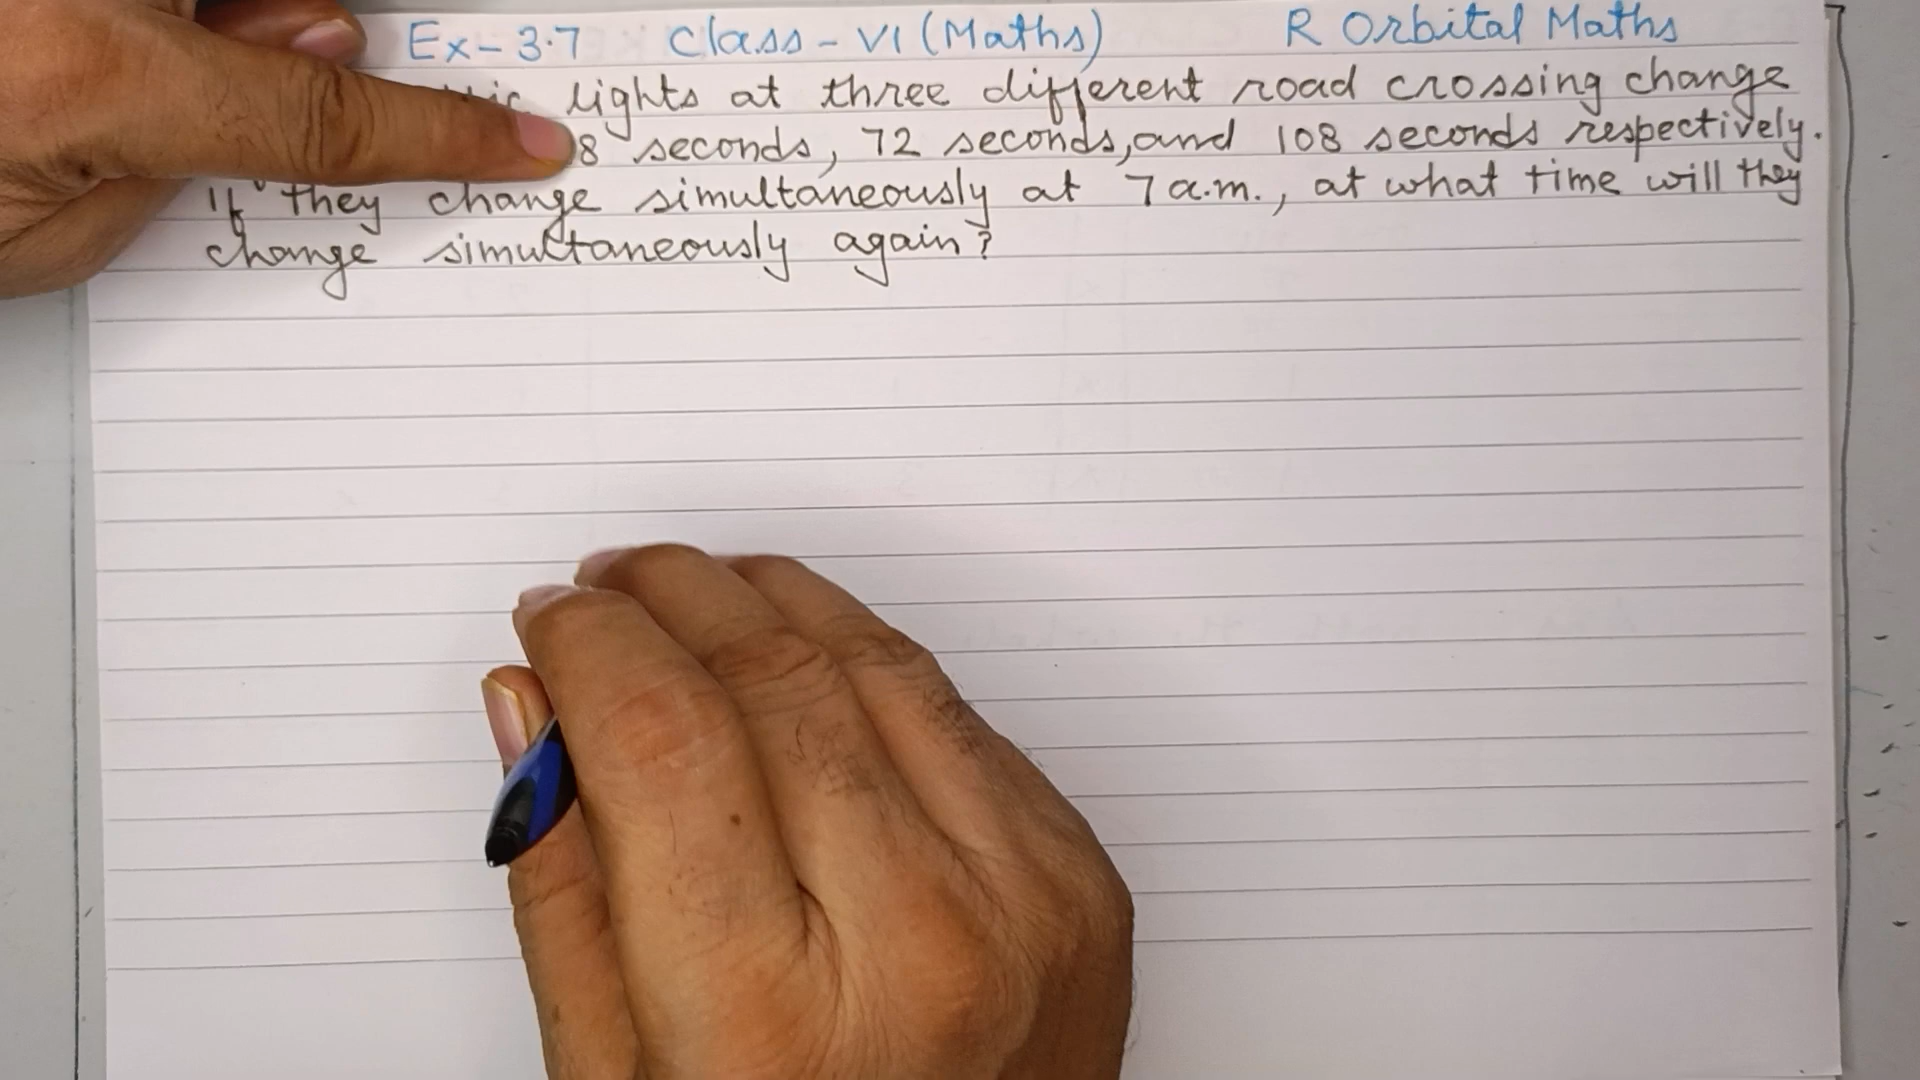 Ex-3.7 Class-VI (Maths) R Orbital Maths
lights at three different road crossing change
8 seconds, 72 seconds, and 108 seconds respectively.
If they change simultaneously at 7 a.m., at what time will they
change simultaneously again?